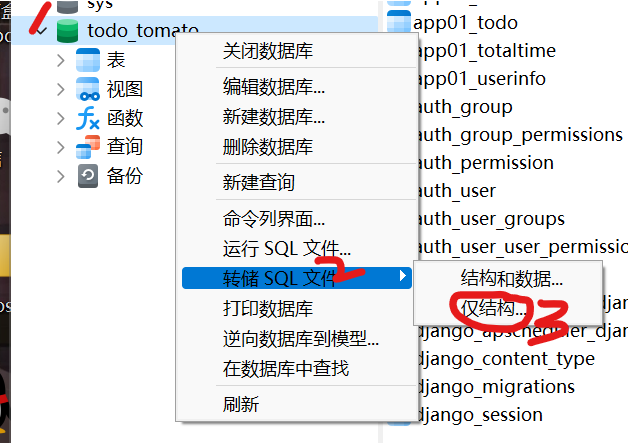 sys
todo_tomato
表
视图
函数
查询
备份
关闭数据库
编辑数据库...
新建数据库...
删除数据库
新建查询
命令列界面...
运行 SQL 文件...
转储 SQL 文件
打印数据库
逆向数据库到模型...
在数据库中查找
刷新
结构和数据...
仅结构...
1
2
3
app01_todo
app01_totaltime
app01_userinfo
auth_group
auth_group_permissions
auth_permission
auth_user
auth_user_groups
auth_user_user_permissio
django_apscheduler_djan
django_content_type
django_migrations
django_session